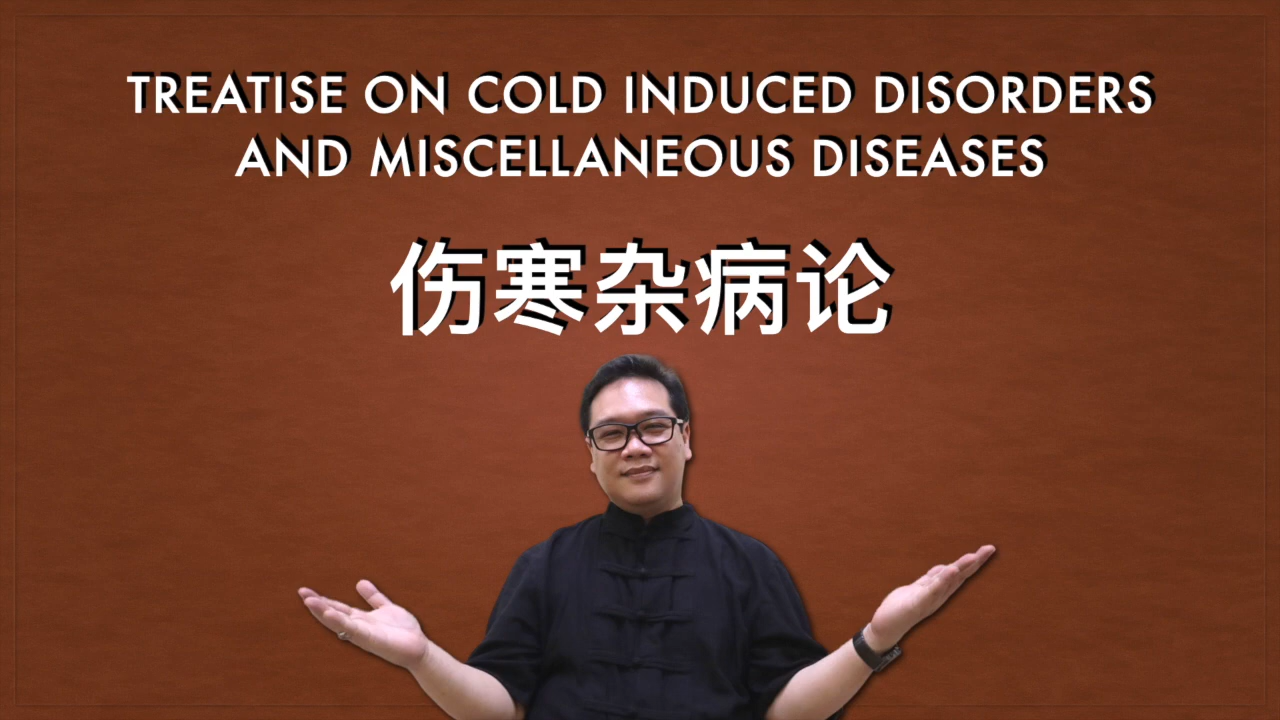 TREATISE ON COLD INDUCED DISORDERS
AND MISCELLANEOUS DISEASES
伤寒杂病论